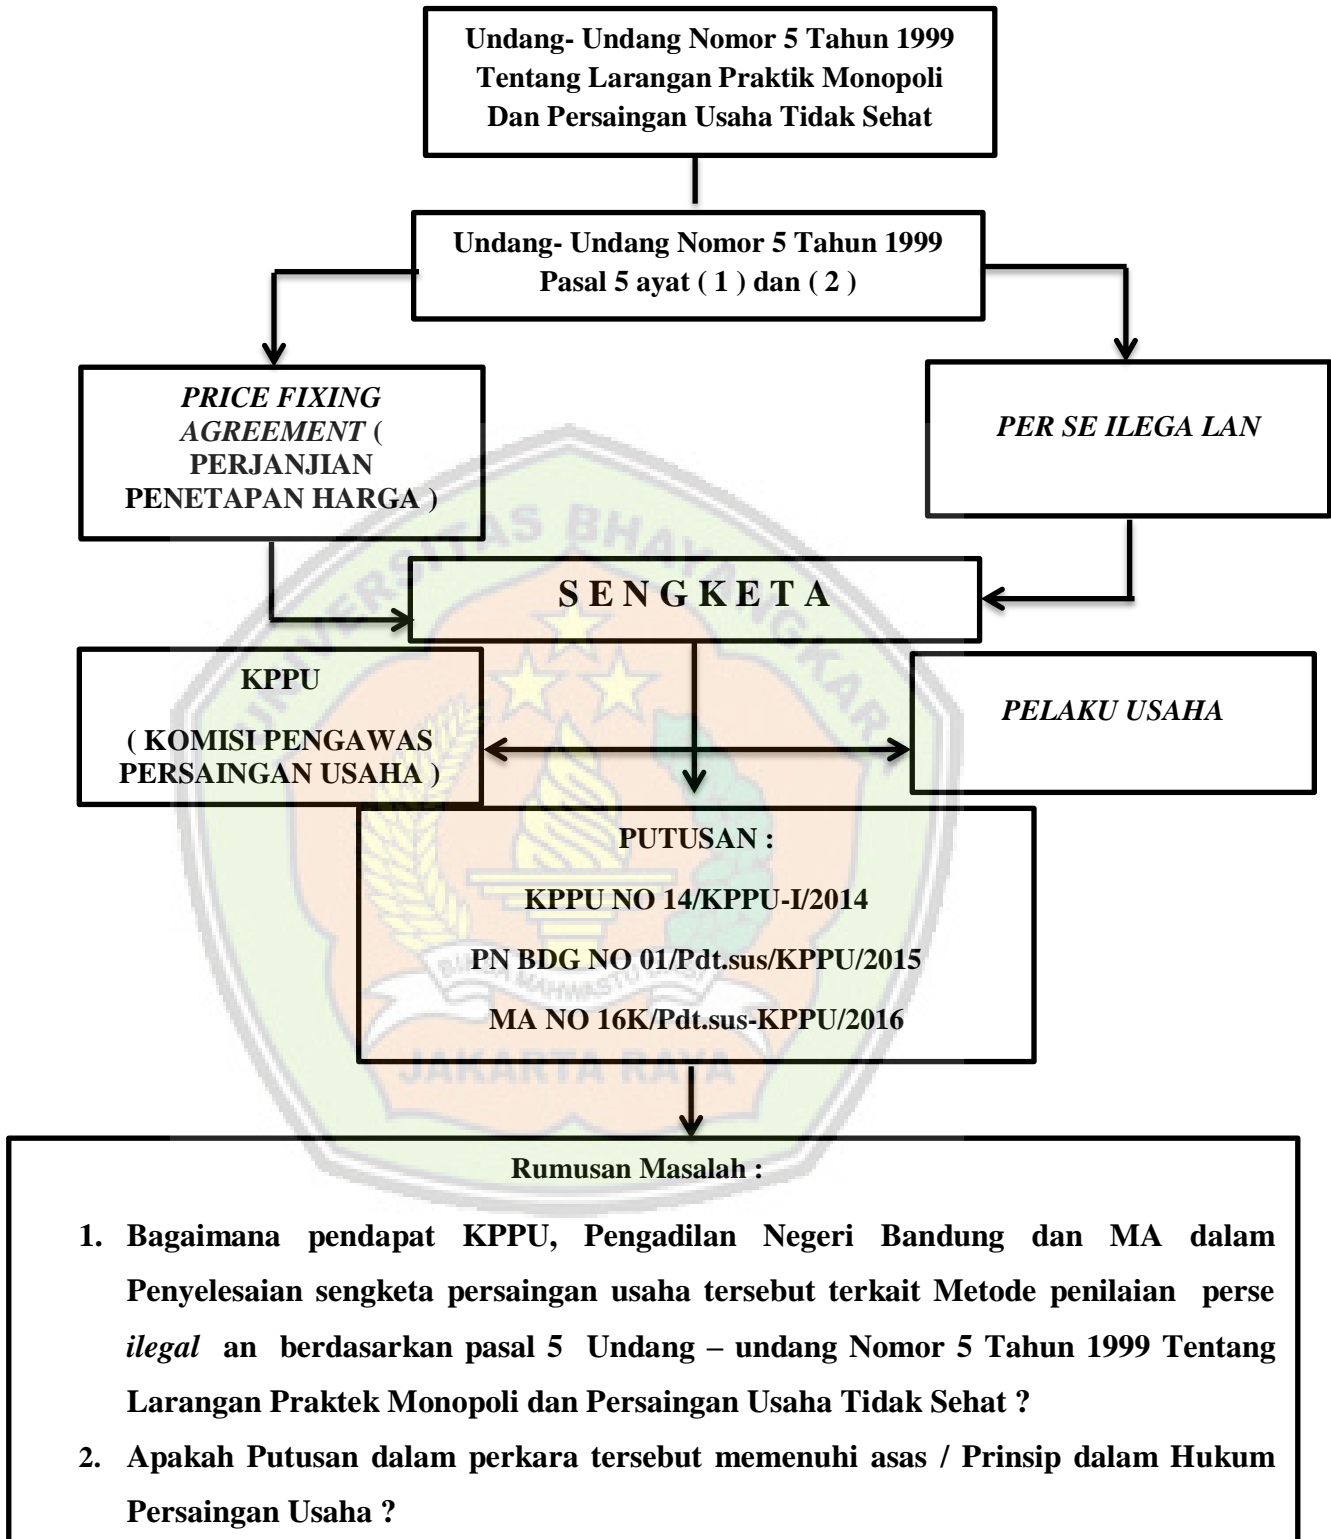 Undang- Undang Nomor 5 Tahun 1999
Tentang Larangan Praktik Monopoli
Dan Persaingan Usaha Tidak Sehat
Undang- Undang Nomor 5 Tahun 1999
Pasal 5 ayat ( 1 ) dan ( 2 )
PRICE FIXING
AGREEMENT (
PERJANJIAN
PENETAPAN HARGA )
PER SE ILEGA LAN
S E N G K E T A
KPPU
( KOMISI PENGAWAS
PERSAINGAN USAHA )
PELAKU USAHA
PUTUSAN :
KPPU NO 14/KPPU-I/2014
PN BDG NO 01/Pdt.sus/KPPU/2015
MA NO 16K/Pdt.sus-KPPU/2016
UNIVERSITAS BHAYANGKARA
JAKARTA RAYA
Rumusan Masalah :
1. Bagaimana pendapat KPPU, Pengadilan Negeri Bandung dan MA dalam
Penyelesaian sengketa persaingan usaha tersebut terkait Metode penilaian perse
ilegal an berdasarkan pasal 5 Undang – undang Nomor 5 Tahun 1999 Tentang
Larangan Praktek Monopoli dan Persaingan Usaha Tidak Sehat ?
2. Apakah Putusan dalam perkara tersebut memenuhi asas / Prinsip dalam Hukum
Persaingan Usaha ?